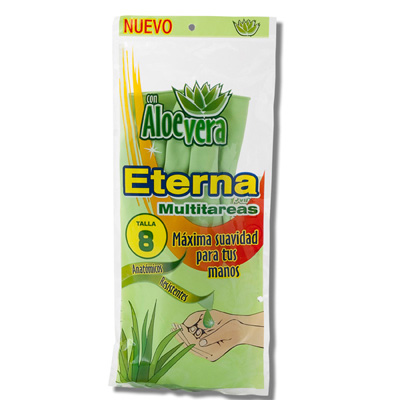 NUEVO
con
Aloe vera
Eterna
Multitareas
TALLA
8
Máxima suavidad
para tus
manos
Anatómicos
Resistentes